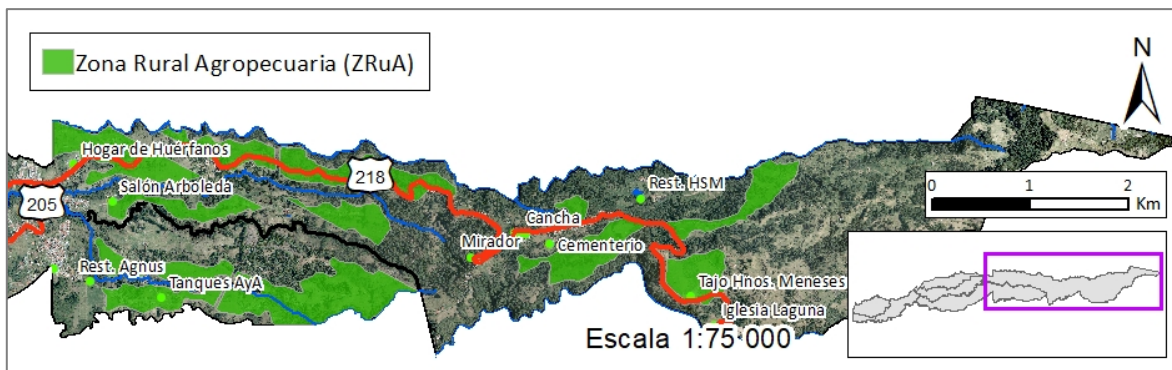 Zona Rural Agropecuaria (ZRuA)
N
Hogar de Huérfanos
218
Salón Arboleda
Rest. HSM
205
0 1 2
Km
Cancha
Mirador
Cementerio
Rest. Agnus
Tanques AyA
Tajo Hnos. Meneses
Iglesia Laguna
Escala 1:75 000